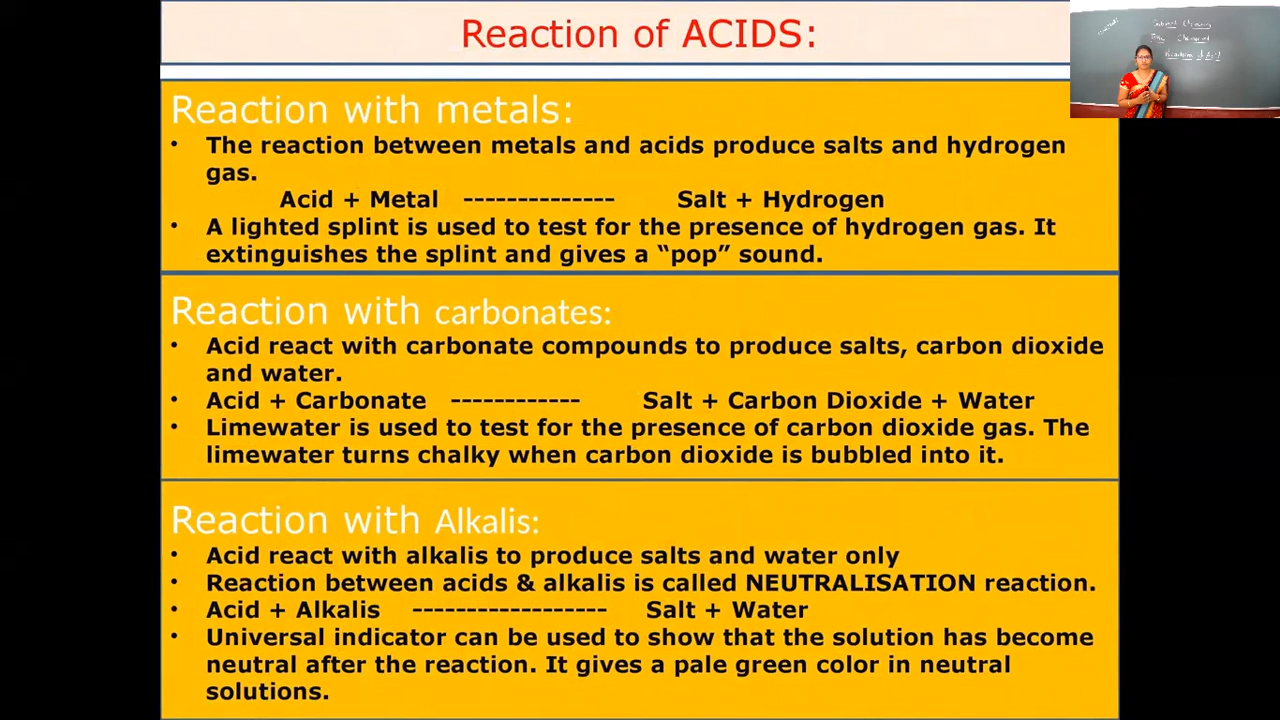 Reaction of ACIDS:
Reaction with metals:
• The reaction between metals and acids produce salts and hydrogen
gas.
Acid + Metal -------------- Salt + Hydrogen
• A lighted splint is used to test for the presence of hydrogen gas. It
extinguishes the splint and gives a “pop” sound.
Reaction with carbonates:
• Acid react with carbonate compounds to produce salts, carbon dioxide
and water.
• Acid + Carbonate ------------ Salt + Carbon Dioxide + Water
• Limewater is used to test for the presence of carbon dioxide gas. The
limewater turns chalky when carbon dioxide is bubbled into it.
Reaction with Alkalis:
• Acid react with alkalis to produce salts and water only
• Reaction between acids & alkalis is called NEUTRALISATION reaction.
• Acid + Alkalis ------------------ Salt + Water
• Universal indicator can be used to show that the solution has become
neutral after the reaction. It gives a pale green color in neutral
solutions.